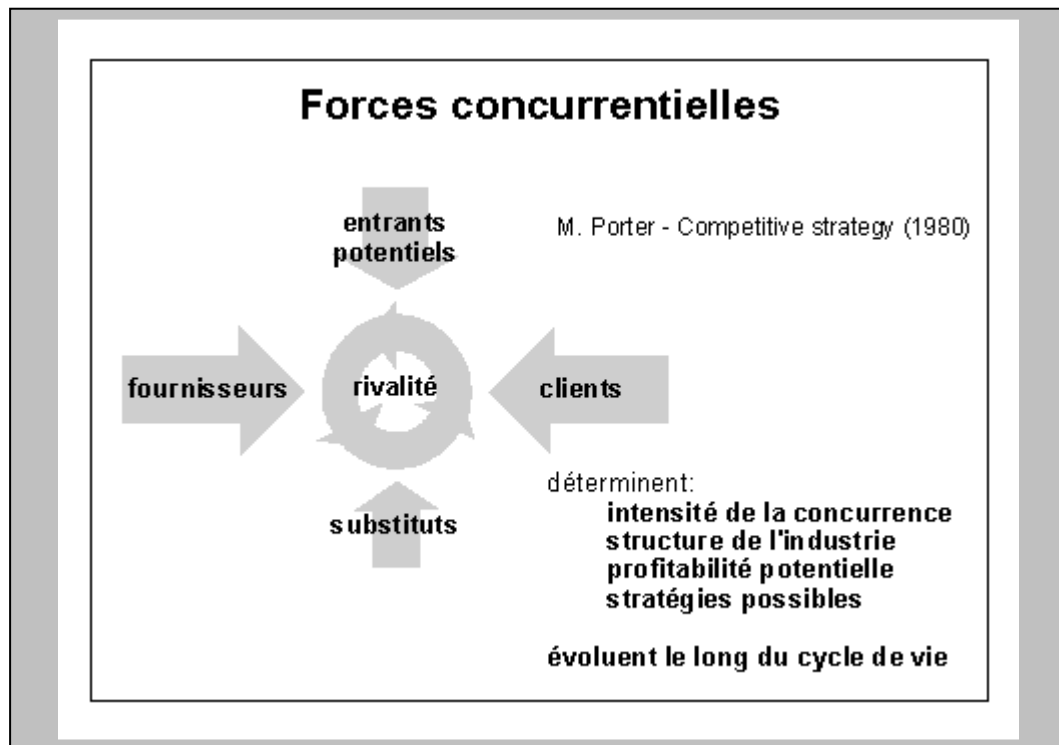 Forces concurrentielles
entrants
potentiels
M. Porter - Competitive strategy (1980)
fournisseurs
rivalité
clients
substituts
déterminent:
intensité de la concurrence
structure de l'industrie
profitabilité potentielle
stratégies possibles
évoluent le long du cycle de vie